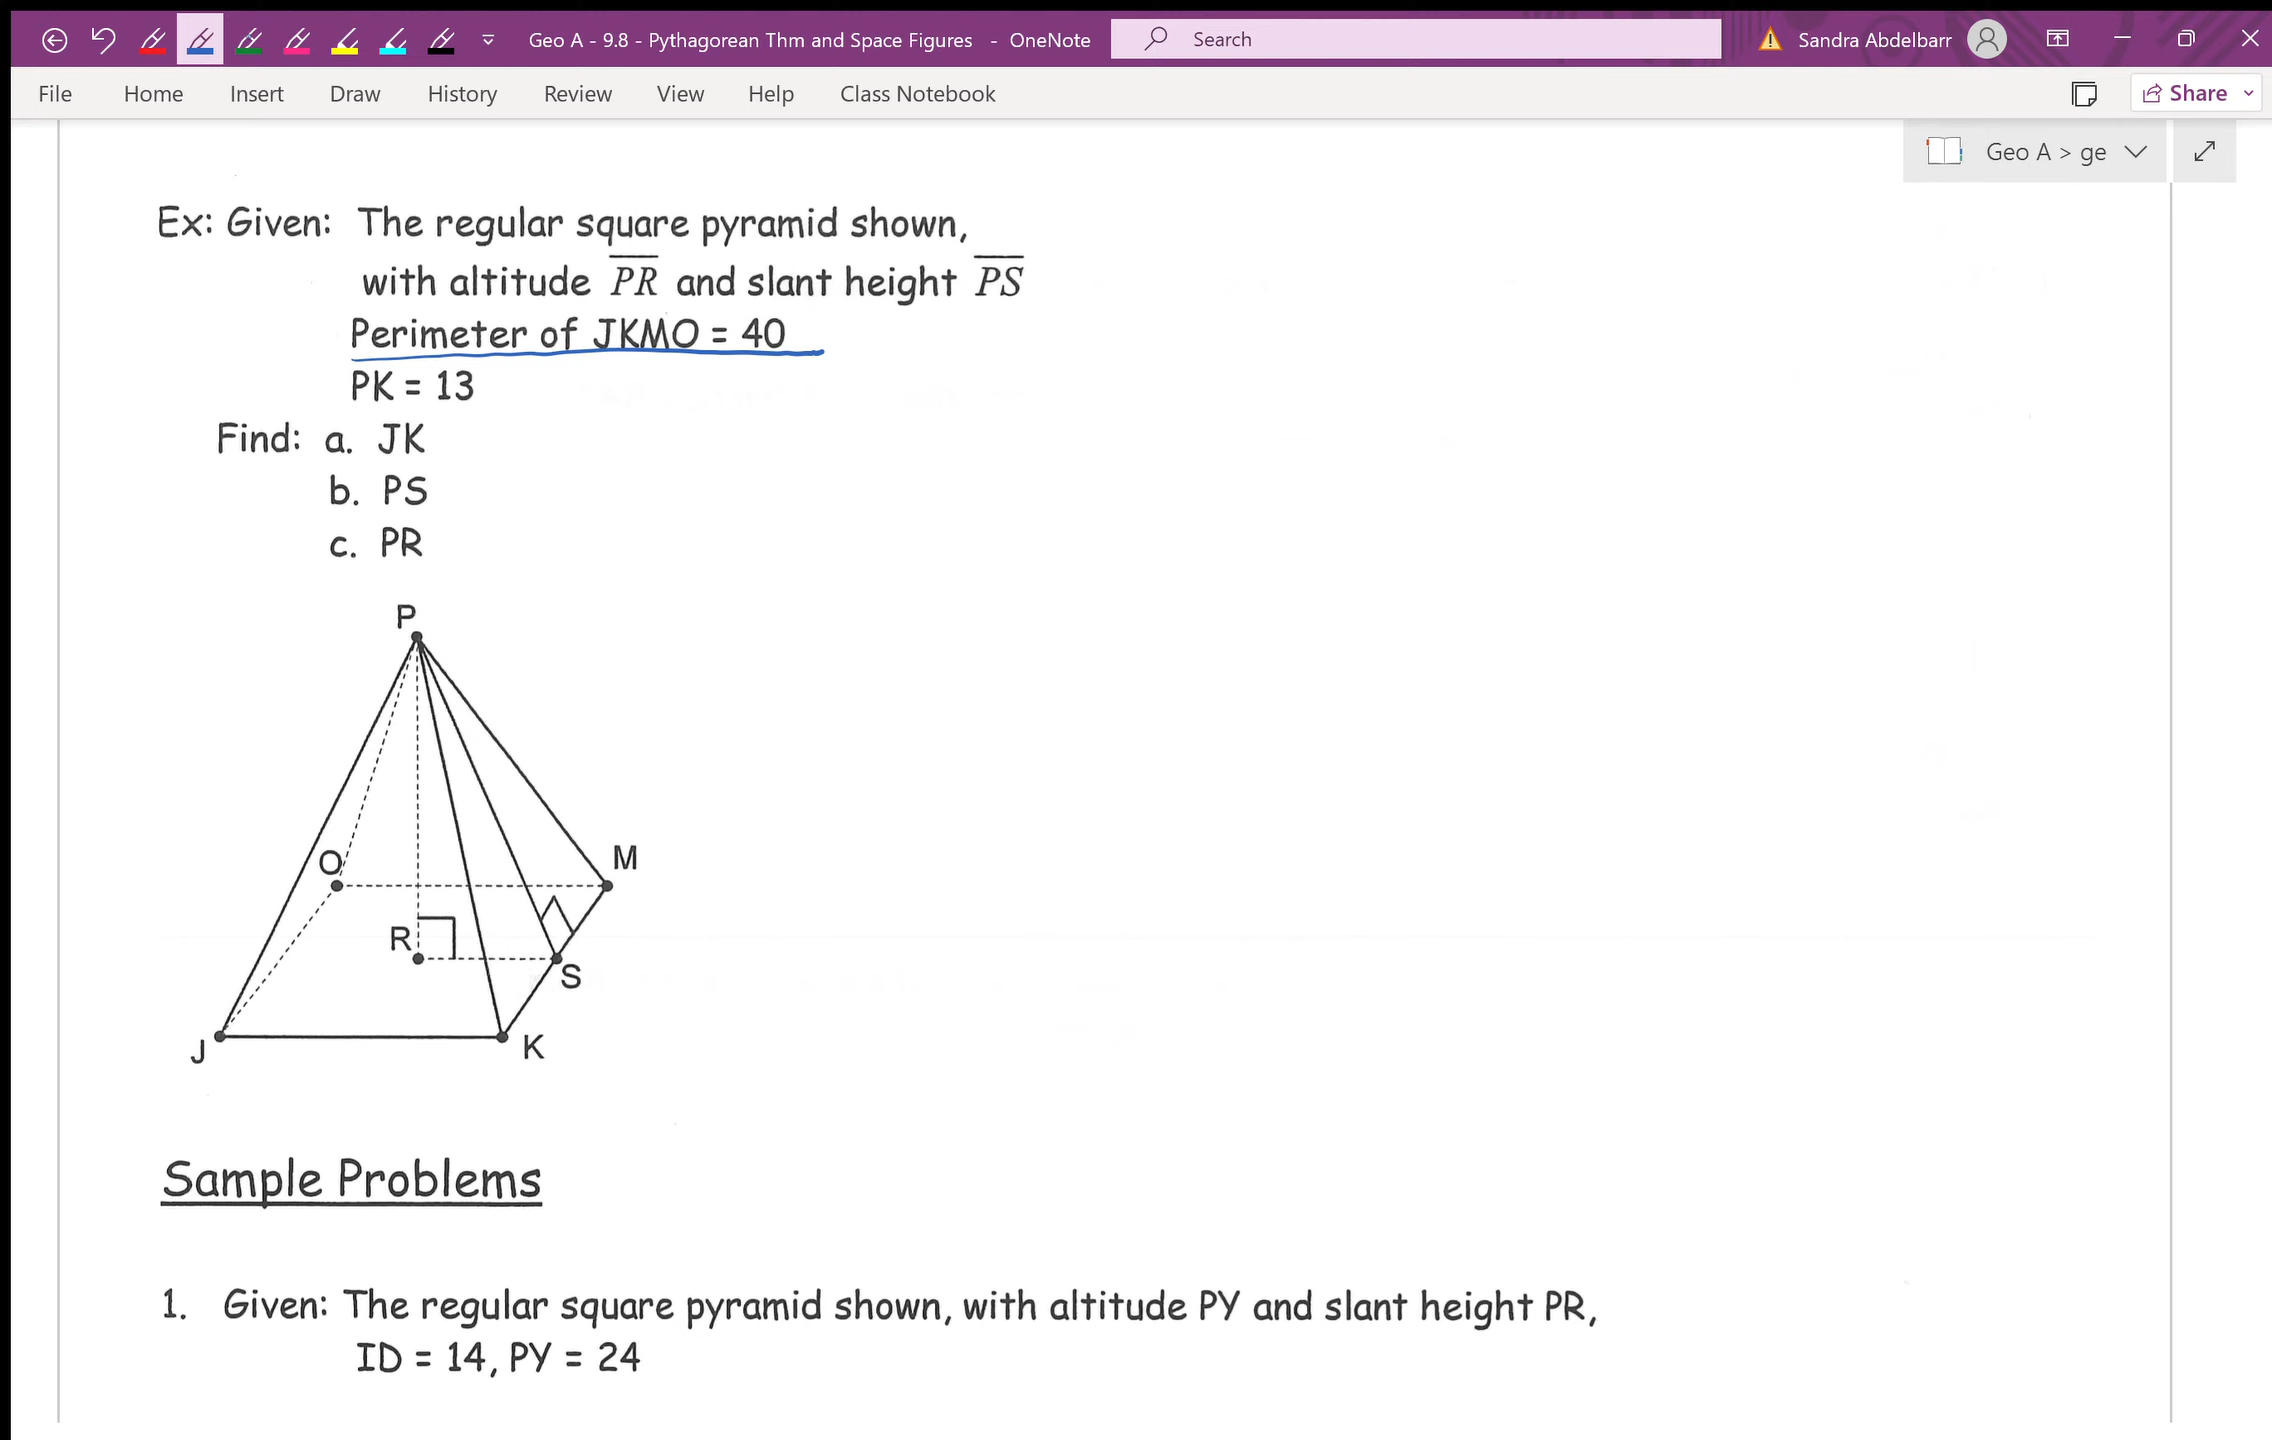 Geo A - 9.8 - Pythagorean Thm and Space Figures - OneNote
Search
Sandra Abdelbarr
File Home Insert Draw History Review View Help Class Notebook
Share
Geo A > ge
Ex: Given: The regular square pyramid shown,
with altitude PR and slant height PS
Perimeter of JKMO = 40
PK = 13
Find: a. JK
b. PS
c. PR
P
O
M
R
S
J
K
Sample Problems
1. Given: The regular square pyramid shown, with altitude PY and slant height PR,
ID = 14, PY = 24